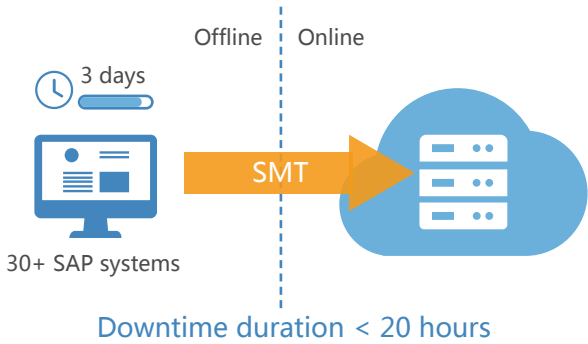 Offline
Online
3 days
SMT
30+ SAP systems
Downtime duration < 20 hours